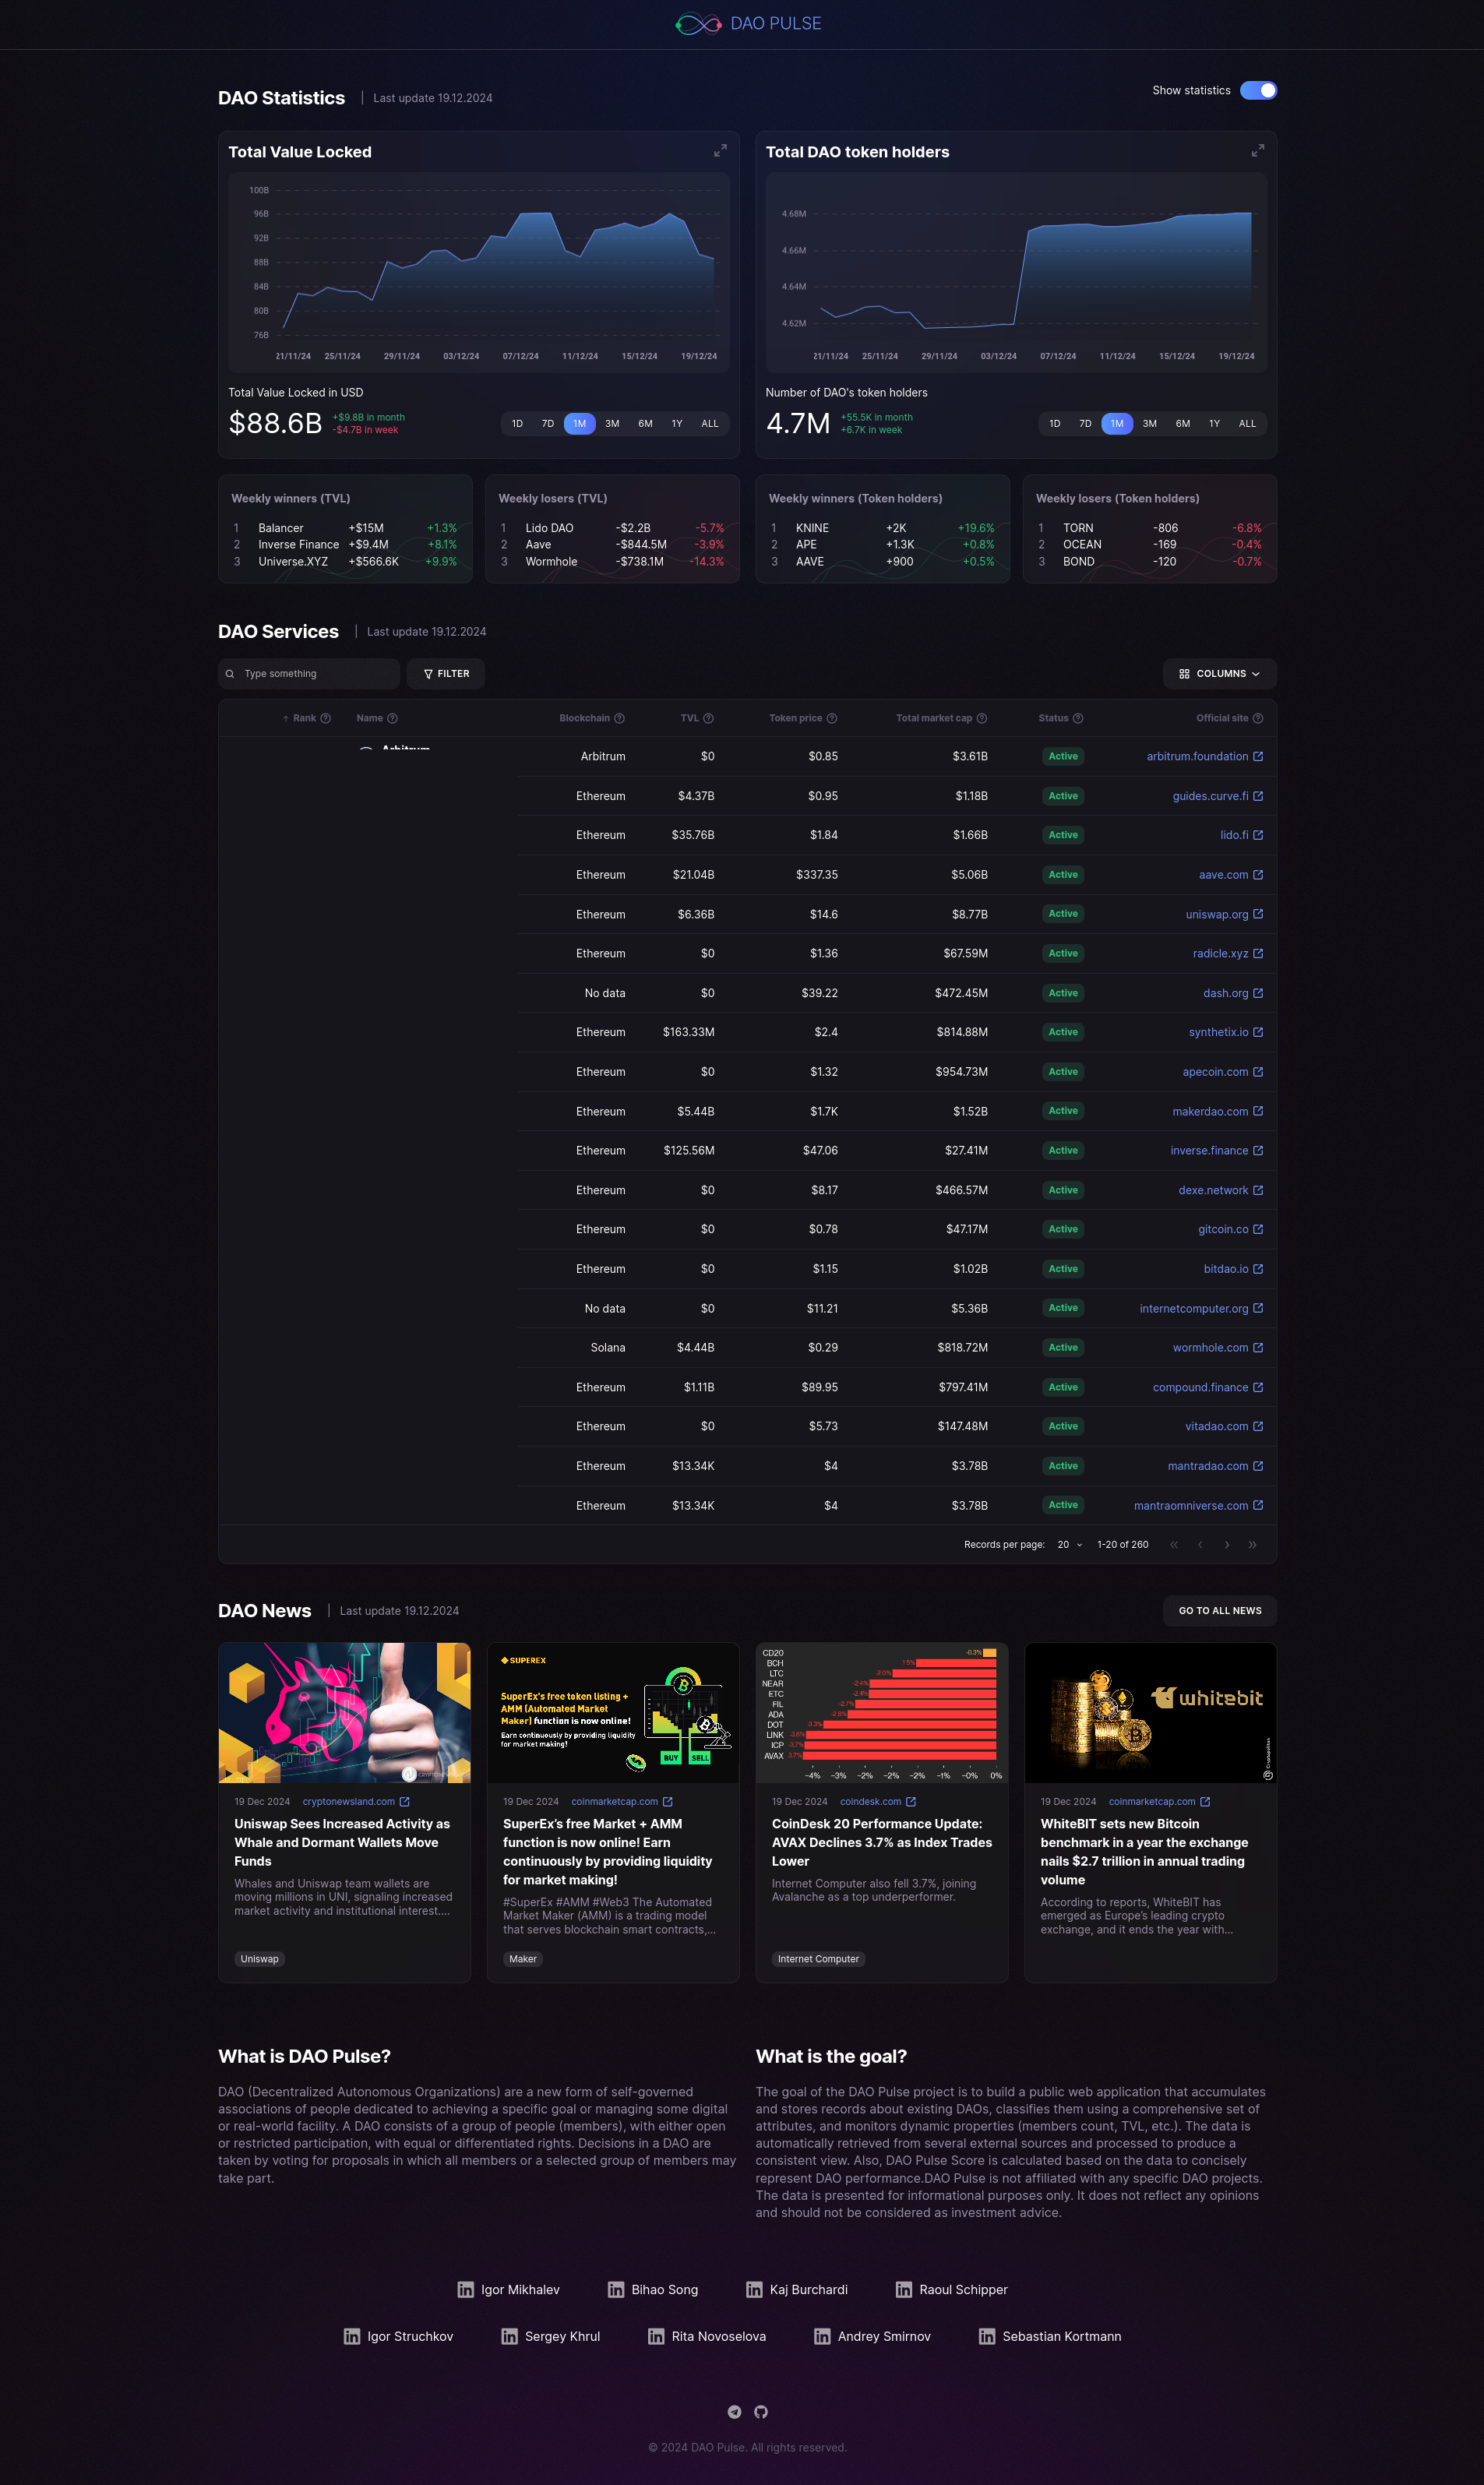 DAO PULSE
DAO Statistics | Last update 19.12.2024
Show statistics
Total Value Locked
100B
96B
92B
88B
84B
80B
76B
21/11/24 25/11/24 29/11/24 03/12/24 07/12/24 11/12/24 15/12/24 19/12/24
Total Value Locked in USD
$88.6B
+$9.8B in month
-$4.7B in week
1D 7D 1M 3M 6M 1Y ALL
Total DAO token holders
4.68M
4.66M
4.64M
4.62M
21/11/24 25/11/24 29/11/24 03/12/24 07/12/24 11/12/24 15/12/24 19/12/24
Number of DAO's token holders
4.7M
+55.5K in month
+6.7K in week
1D 7D 1M 3M 6M 1Y ALL
Weekly winners (TVL)
1 Balancer +$15M +1.3%
2 Inverse Finance +$9.4M +8.1%
3 Universe.XYZ +$566.6K +9.9%
Weekly losers (TVL)
1 Lido DAO -$2.2B -5.7%
2 Aave -$844.5M -3.9%
3 Wormhole -$738.1M -14.3%
Weekly winners (Token holders)
1 KNINE +2K +19.6%
2 APE +1.3K +0.8%
3 AAVE +900 +0.5%
Weekly losers (Token holders)
1 TORN -806 -6.8%
2 OCEAN -169 -0.4%
3 BOND -120 -0.7%
DAO Services | Last update 19.12.2024
Type something
FILTER
COLUMNS
Rank Name Blockchain TVL Token price Total market cap Status Official site
Arbitrum
Arbitrum $0 $0.85 $3.61B Active arbitrum.foundation
Ethereum $4.37B $0.95 $1.18B Active guides.curve.fi
Ethereum $35.76B $1.84 $1.66B Active lido.fi
Ethereum $21.04B $337.35 $5.06B Active aave.com
Ethereum $6.36B $14.6 $8.77B Active uniswap.org
Ethereum $0 $1.36 $67.59M Active radicle.xyz
No data $0 $39.22 $472.45M Active dash.org
Ethereum $163.33M $2.4 $814.88M Active synthetix.io
Ethereum $0 $1.32 $954.73M Active apecoin.com
Ethereum $5.44B $1.7K $1.52B Active makerdao.com
Ethereum $125.56M $47.06 $27.41M Active inverse.finance
Ethereum $0 $8.17 $466.57M Active dexe.network
Ethereum $0 $0.78 $47.17M Active gitcoin.co
Ethereum $0 $1.15 $1.02B Active bitdao.io
No data $0 $11.21 $5.36B Active internetcomputer.org
Solana $4.44B $0.29 $818.72M Active wormhole.com
Ethereum $1.11B $89.95 $797.41M Active compound.finance
Ethereum $0 $5.73 $147.48M Active vitadao.com
Ethereum $13.34K $4 $3.78B Active mantradao.com
Ethereum $13.34K $4 $3.78B Active mantraomniverse.com
Records per page: 20 1-20 of 260
DAO News | Last update 19.12.2024
GO TO ALL NEWS
19 Dec 2024 cryptonewsland.com
Uniswap Sees Increased Activity as
Whale and Dormant Wallets Move
Funds
Whales and Uniswap team wallets are
moving millions in UNI, signaling increased
market activity and institutional interest....
Uniswap
SUPEREX
SuperEx's free token listing +
AMM (Automated Market
Maker) function is now online!
Earn continuously by providing liquidity
for market making!
BUY SELL
19 Dec 2024 coinmarketcap.com
SuperEx’s free Market + AMM
function is now online! Earn
continuously by providing liquidity
for market making!
#SuperEx #AMM #Web3 The Automated
Market Maker (AMM) is a trading model
that serves blockchain smart contracts,...
Maker
CD20 -0.3%
BCH
LTC -2.0%
NEAR -2.4%
ETC -2.4%
FIL -2.7%
ADA -2.8%
DOT -3.3%
LINK -3.6%
ICP -3.7%
AVAX 3.7%
−4% −3% −2% −2% −2% −1% −0% 0%
19 Dec 2024 coindesk.com
CoinDesk 20 Performance Update:
AVAX Declines 3.7% as Index Trades
Lower
Internet Computer also fell 3.7%, joining
Avalanche as a top underperformer.
Internet Computer
whitebit
19 Dec 2024 coinmarketcap.com
WhiteBIT sets new Bitcoin
benchmark in a year the exchange
nails $2.7 trillion in annual trading
volume
According to reports, WhiteBIT has
emerged as Europe’s leading crypto
exchange, and it ends the year with...
What is DAO Pulse?
DAO (Decentralized Autonomous Organizations) are a new form of self-governed
associations of people dedicated to achieving a specific goal or managing some digital
or real-world facility. A DAO consists of a group of people (members), with either open
or restricted participation, with equal or differentiated rights. Decisions in a DAO are
taken by voting for proposals in which all members or a selected group of members may
take part.
What is the goal?
The goal of the DAO Pulse project is to build a public web application that accumulates
and stores records about existing DAOs, classifies them using a comprehensive set of
attributes, and monitors dynamic properties (members count, TVL, etc.). The data is
automatically retrieved from several external sources and processed to produce a
consistent view. Also, DAO Pulse Score is calculated based on the data to concisely
represent DAO performance.DAO Pulse is not affiliated with any specific DAO projects.
The data is presented for informational purposes only. It does not reflect any opinions
and should not be considered as investment advice.
Igor Mikhalev Bihao Song Kaj Burchardi Raoul Schipper
Igor Struchkov Sergey Khrul Rita Novoselova Andrey Smirnov Sebastian Kortmann
© 2024 DAO Pulse. All rights reserved.